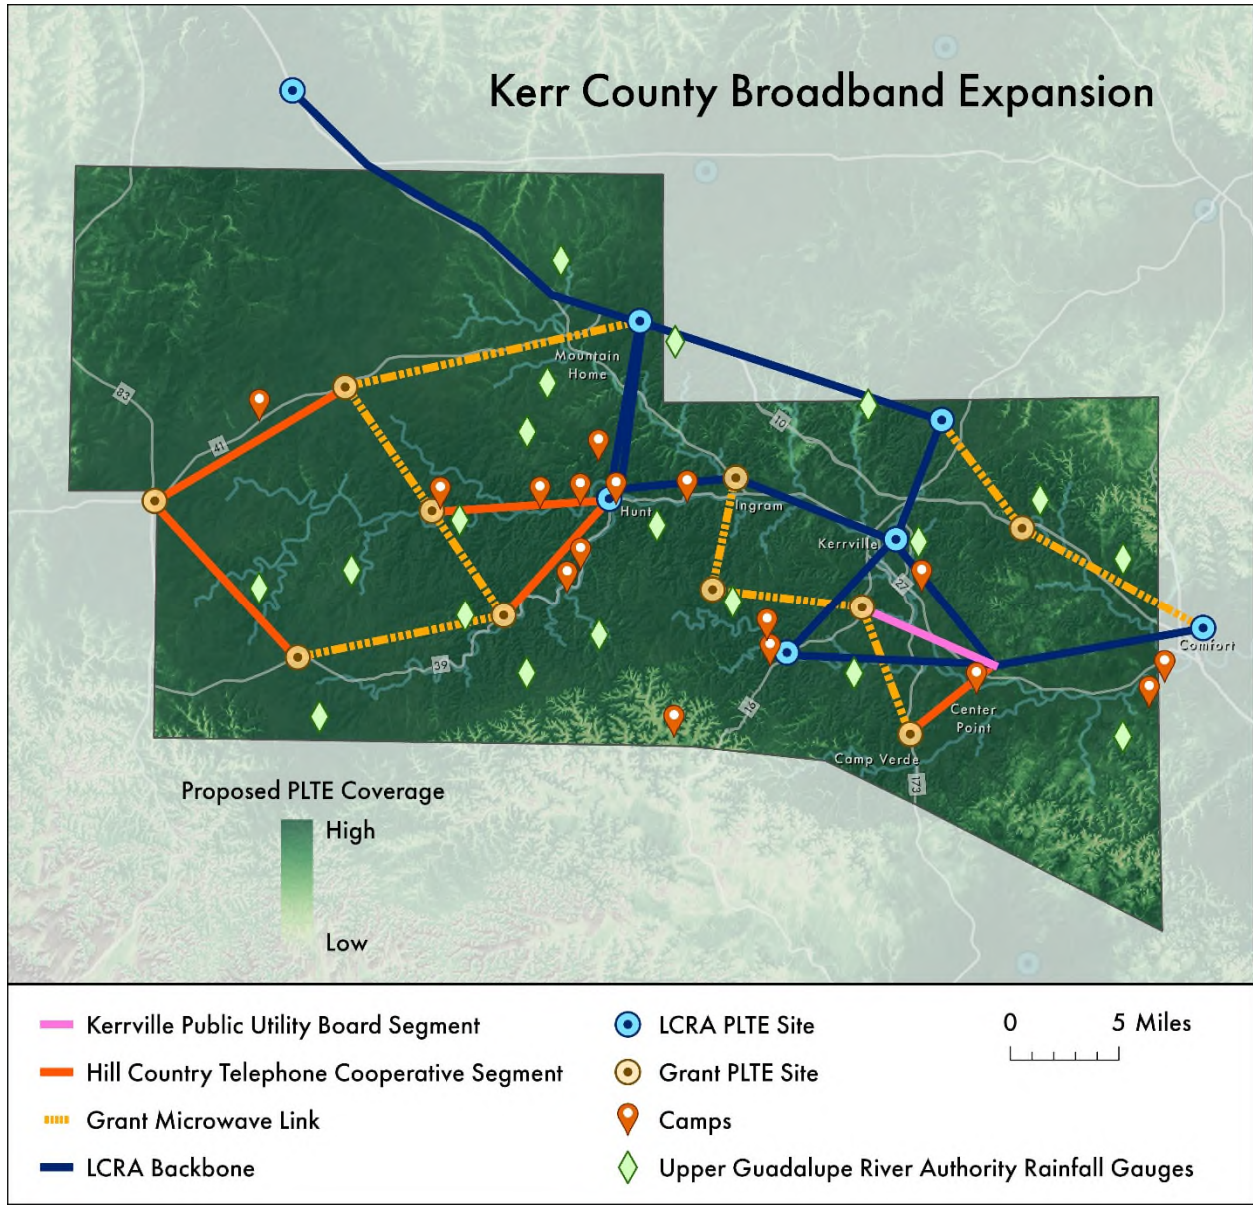 Kerr County Broadband Expansion
Mountain
Home
83
41
10
Hunt
Ingram
Kerrville
27
Comfort
39
16
Center
Point
Camp Verde
173
Proposed PLTE Coverage
High
Low
Kerrville Public Utility Board Segment
Hill Country Telephone Cooperative Segment
Grant Microwave Link
LCRA Backbone
LCRA PLTE Site
Grant PLTE Site
Camps
Upper Guadalupe River Authority Rainfall Gauges
0 5 Miles